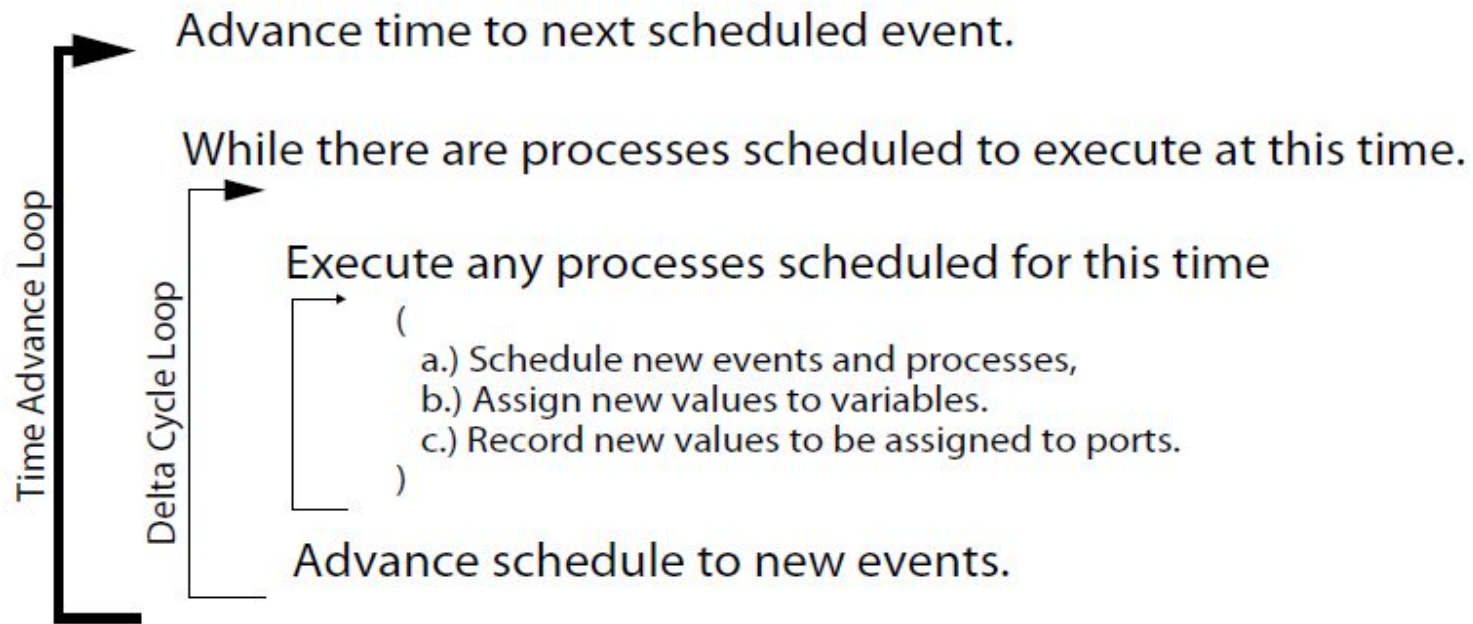 Advance time to next scheduled event.
While there are processes scheduled to execute at this time.
Time Advance Loop
Delta Cycle Loop
Execute any processes scheduled for this time
(
a.) Schedule new events and processes,
b.) Assign new values to variables.
c.) Record new values to be assigned to ports.
)
Advance schedule to new events.